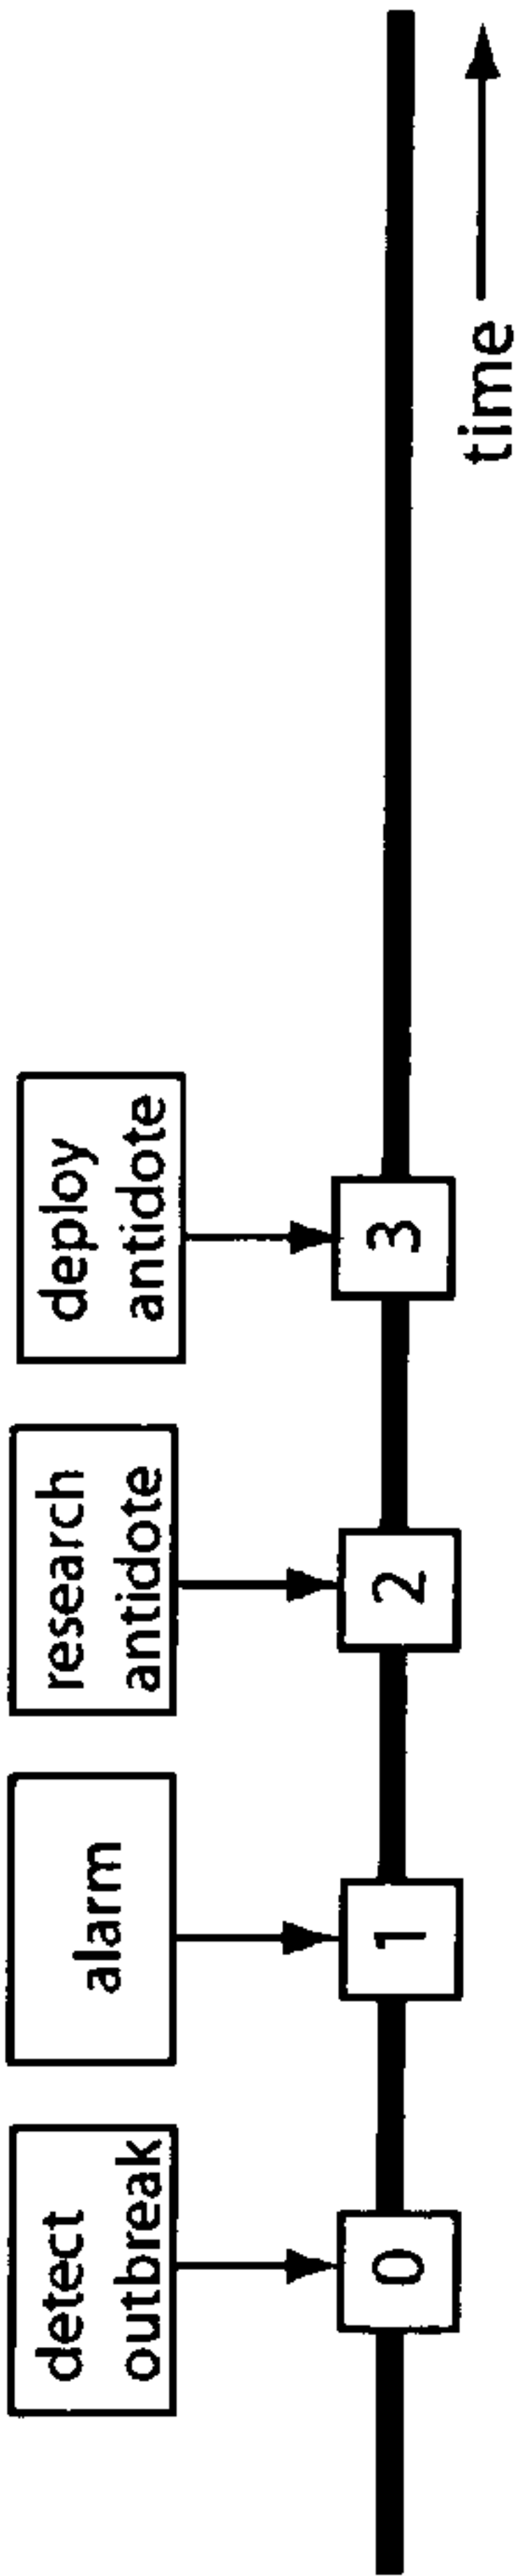 detect
outbreak
alarm
research
antidote
deploy
antidote
0
1
2
3
time